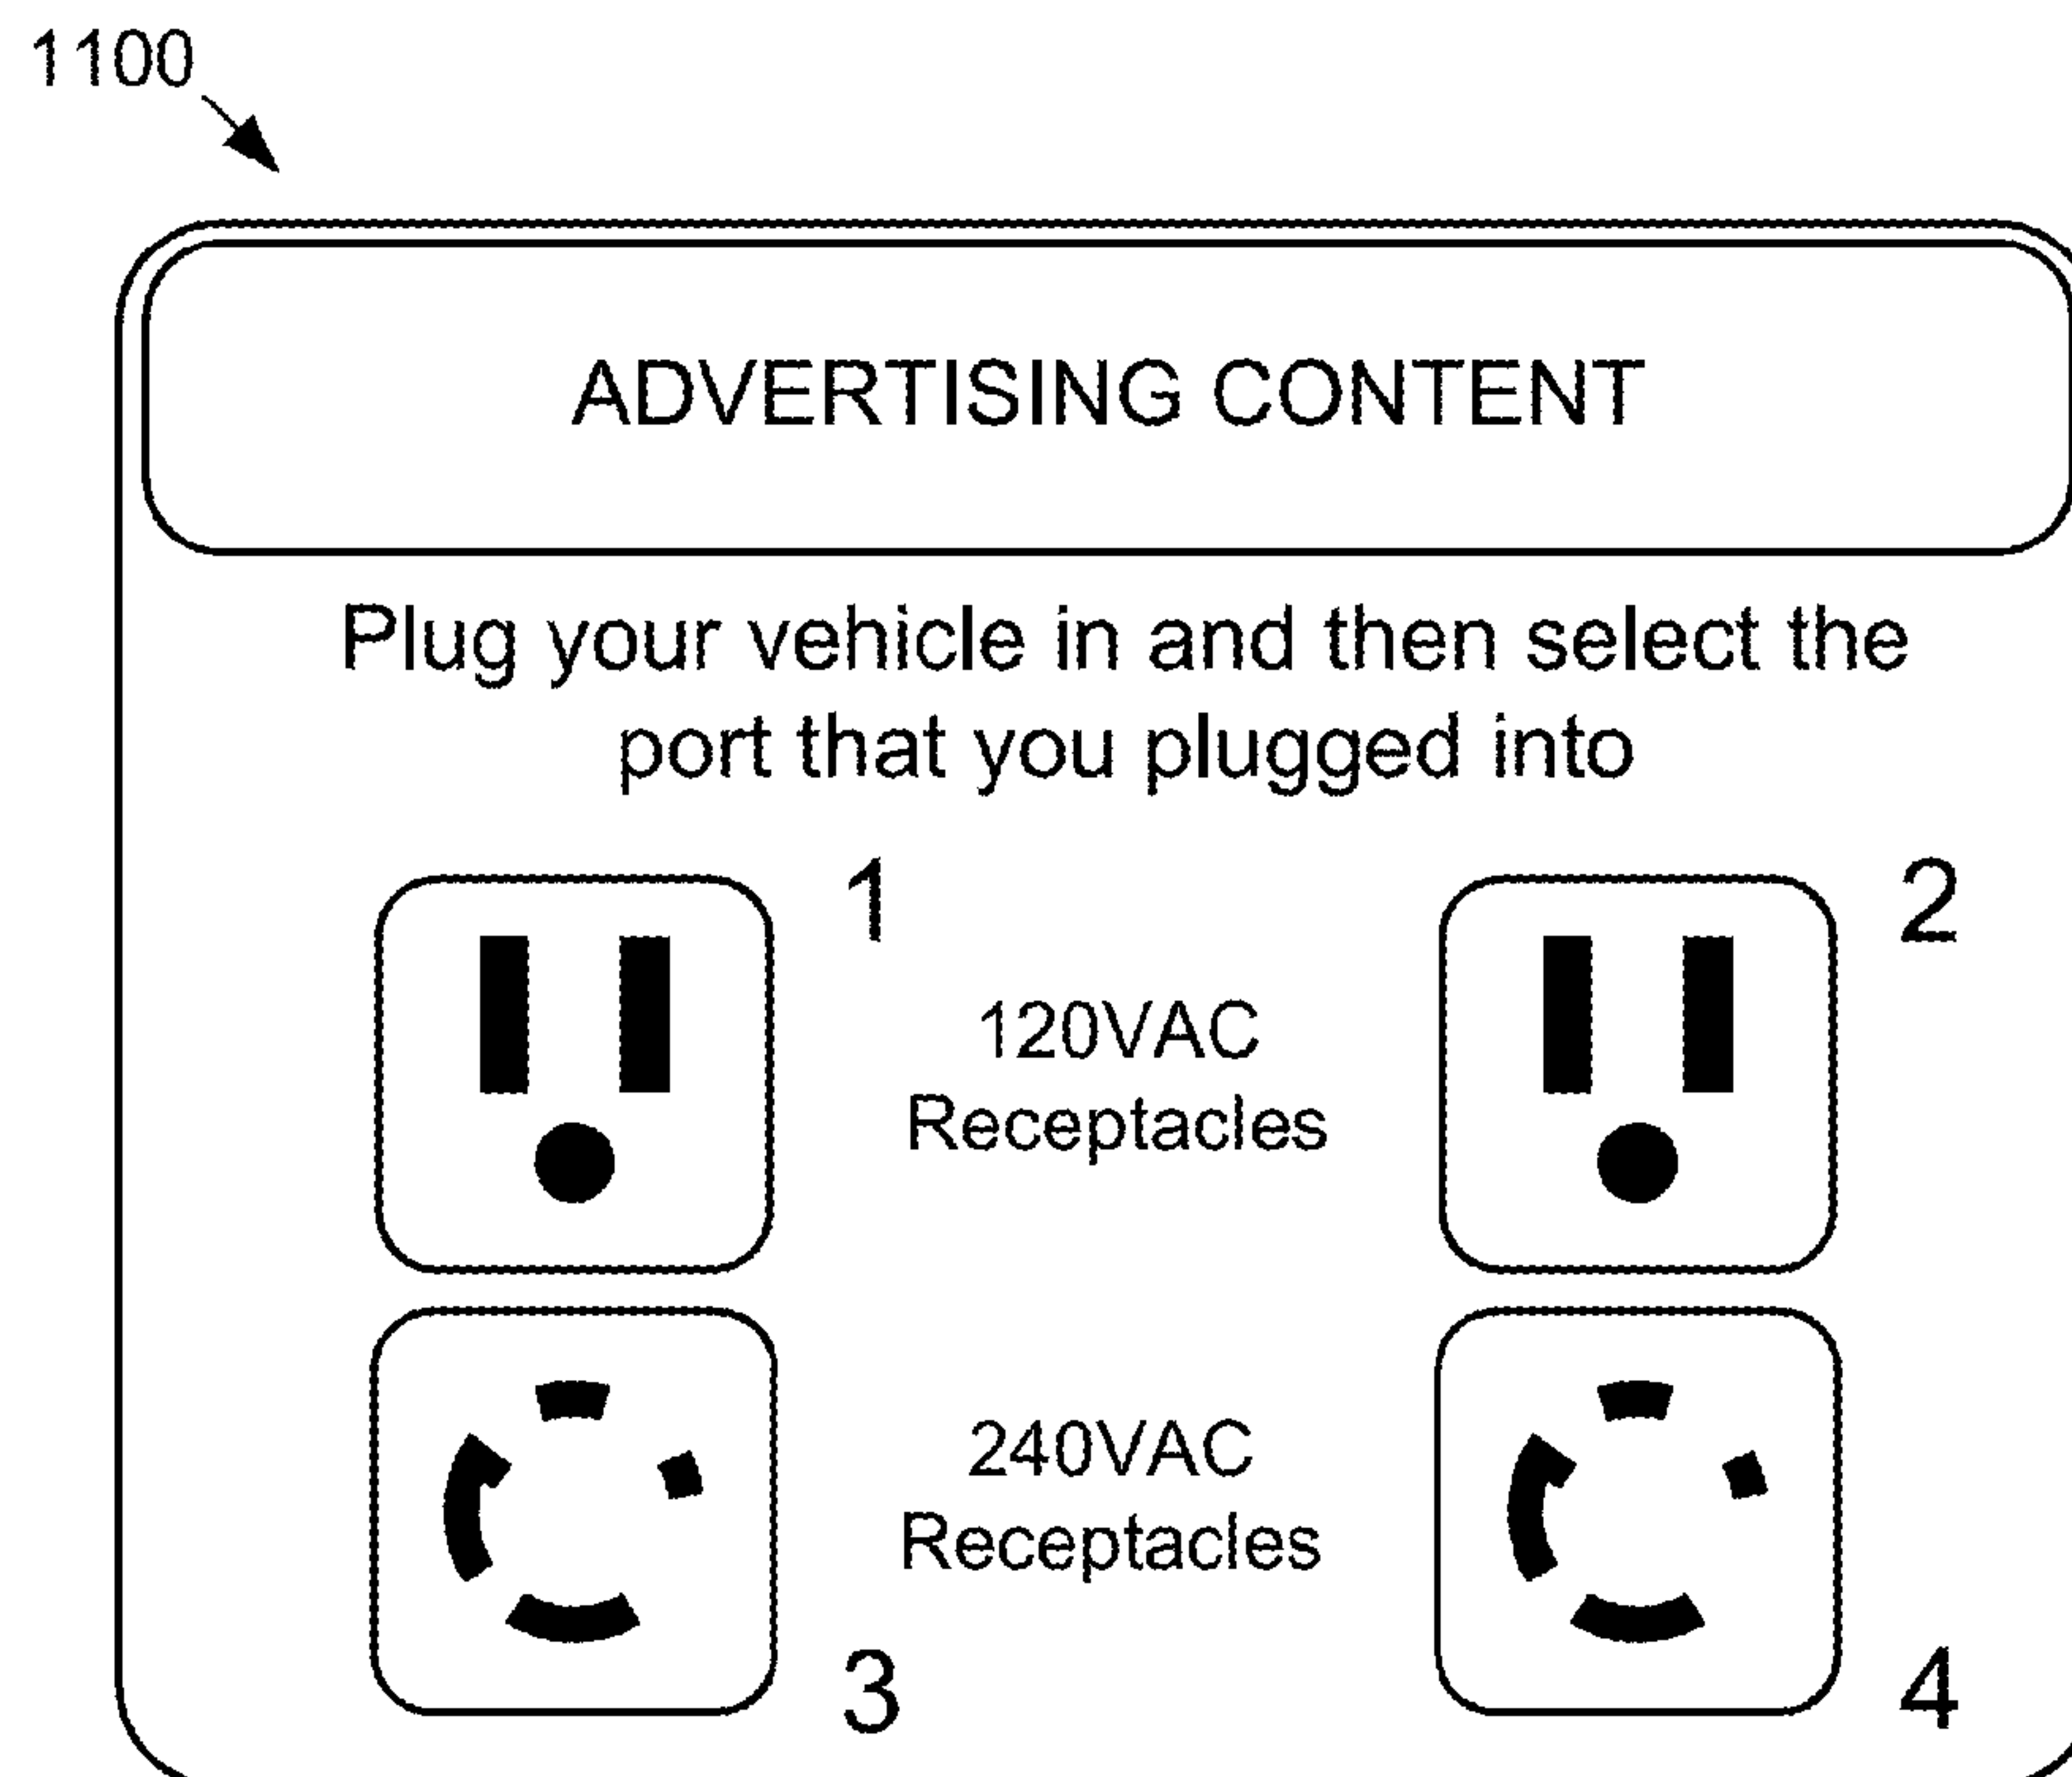 1100
ADVERTISING CONTENT
Plug your vehicle in and then select the
port that you plugged into
1
2
120VAC
Receptacles
240VAC
Receptacles
3
4